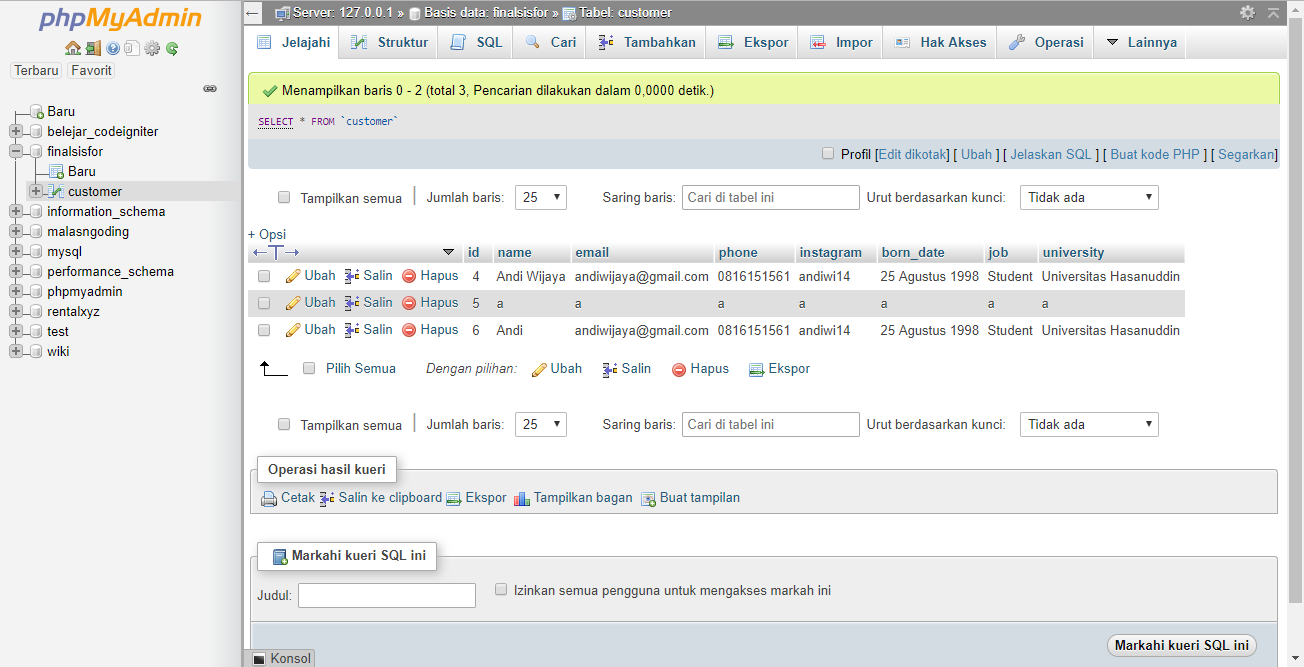 phpMyAdmin
Terbaru Favorit
Baru
belejar_codeigniter
finalsisfor
Baru
customer
information_schema
malasngoding
mysql
performance_schema
phpmyadmin
rentalxyz
test
wiki
Server: 127.0.0.1 » Basis data: finalsisfor » Tabel: customer
Jelajahi Struktur SQL Cari Tambahkan Ekspor Impor Hak Akses Operasi Lainnya
Menampilkan baris 0 - 2 (total 3, Pencarian dilakukan dalam 0,0000 detik.)
SELECT * FROM `customer`
Profil [Edit dikotak] [ Ubah ] [ Jelaskan SQL ] [ Buat kode PHP ] [ Segarkan]
Tampilkan semua Jumlah baris: 25 Saring baris: Cari di tabel ini Urut berdasarkan kunci: Tidak ada
+ Opsi
←T→ id name email phone instagram born_date job university
Ubah Salin Hapus 4 Andi Wijaya andiwijaya@gmail.com 0816151561 andiwi14 25 Agustus 1998 Student Universitas Hasanuddin
Ubah Salin Hapus 5 a a a a a a a
Ubah Salin Hapus 6 Andi andiwijaya@gmail.com 0816151561 andiwi14 25 Agustus 1998 Student Universitas Hasanuddin
Pilih Semua Dengan pilihan: Ubah Salin Hapus Ekspor
Tampilkan semua Jumlah baris: 25 Saring baris: Cari di tabel ini Urut berdasarkan kunci: Tidak ada
Operasi hasil kueri
Cetak Salin ke clipboard Ekspor Tampilkan bagan Buat tampilan
Markahi kueri SQL ini
Judul: Izinkan semua pengguna untuk mengakses markah ini
Markahi kueri SQL ini
Konsol